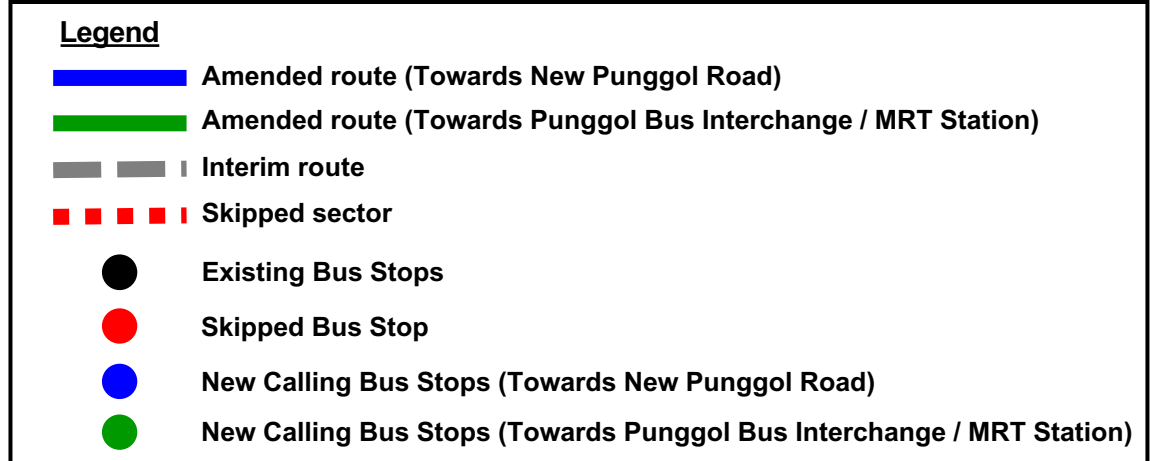 Legend
Amended route (Towards New Punggol Road)
Amended route (Towards Punggol Bus Interchange / MRT Station)
Interim route
Skipped sector
Existing Bus Stops
Skipped Bus Stop
New Calling Bus Stops (Towards New Punggol Road)
New Calling Bus Stops (Towards Punggol Bus Interchange / MRT Station)